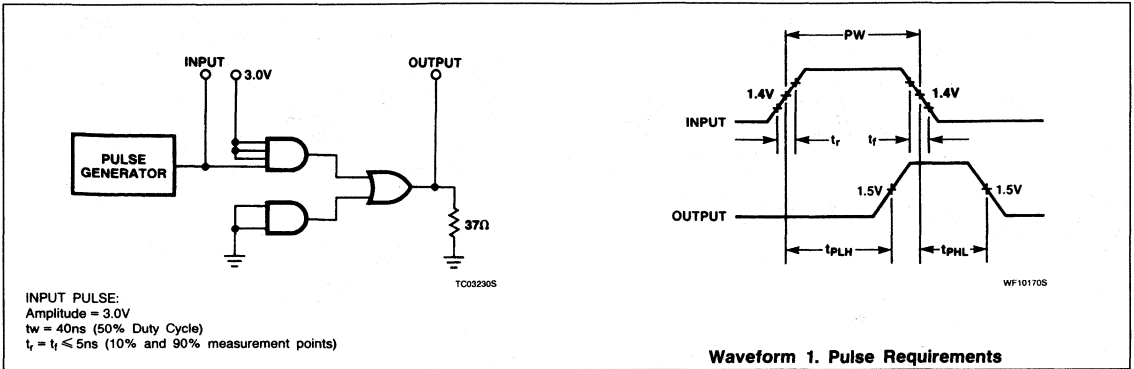 INPUT
3.0V
OUTPUT
PULSE
GENERATOR
37Ω
TC03230S
INPUT PULSE:
Amplitude = 3.0V
tw = 40ns (50% Duty Cycle)
tr = tf ⩽ 5ns (10% and 90% measurement points)
PW
1.4V
1.4V
INPUT
tr
tf
1.5V
1.5V
OUTPUT
tPLH
tPHL
WF10170S
Waveform 1. Pulse Requirements